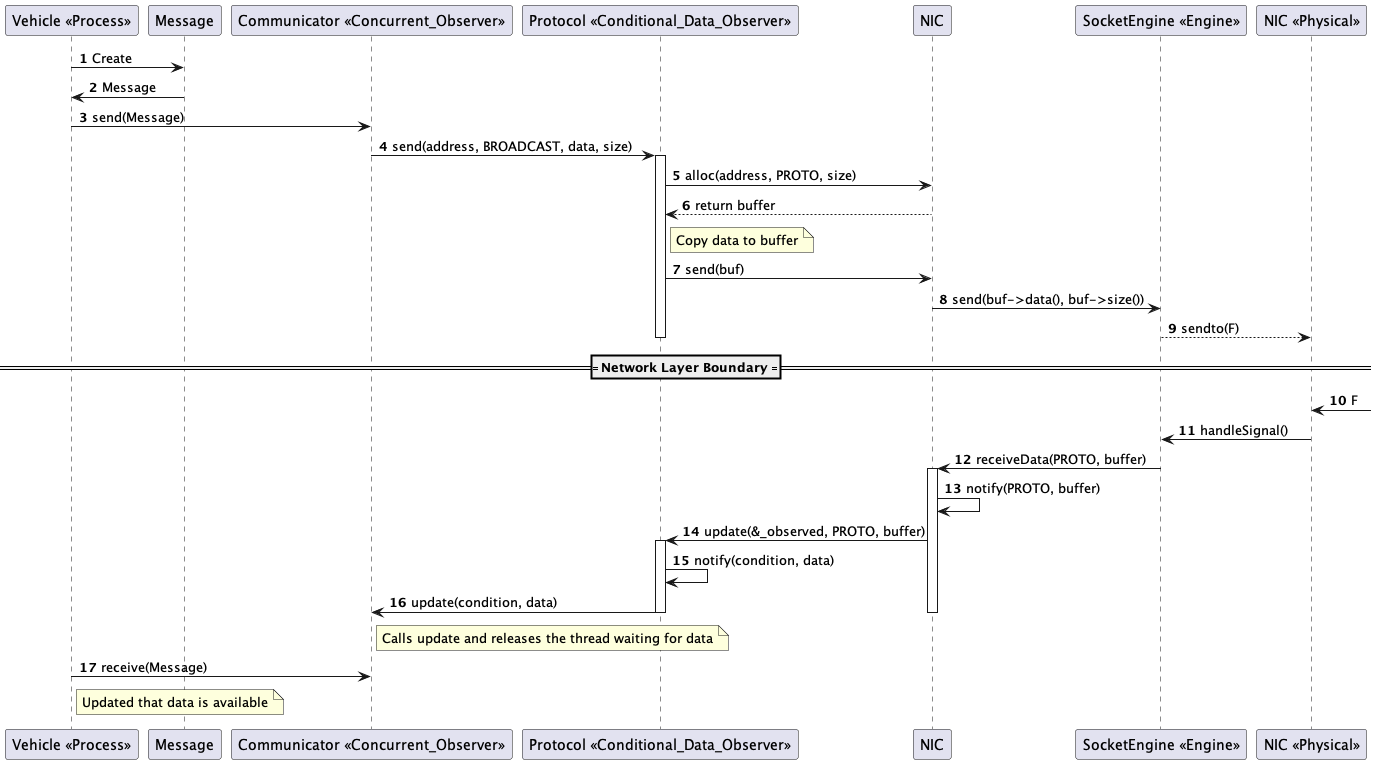 Vehicle «Process» Message Communicator «Concurrent_Observer» Protocol «Conditional_Data_Observer» NIC SocketEngine «Engine» NIC «Physical»
1 Create
2 Message
3 send(Message)
4 send(address, BROADCAST, data, size)
5 alloc(address, PROTO, size)
6 return buffer
Copy data to buffer
7 send(buf)
8 send(buf->data(), buf->size())
9 sendto(F)
Network Layer Boundary
10 F
11 handleSignal()
12 receiveData(PROTO, buffer)
13 notify(PROTO, buffer)
14 update(&_observed, PROTO, buffer)
15 notify(condition, data)
16 update(condition, data)
Calls update and releases the thread waiting for data
17 receive(Message)
Updated that data is available
Vehicle «Process» Message Communicator «Concurrent_Observer» Protocol «Conditional_Data_Observer» NIC SocketEngine «Engine» NIC «Physical»